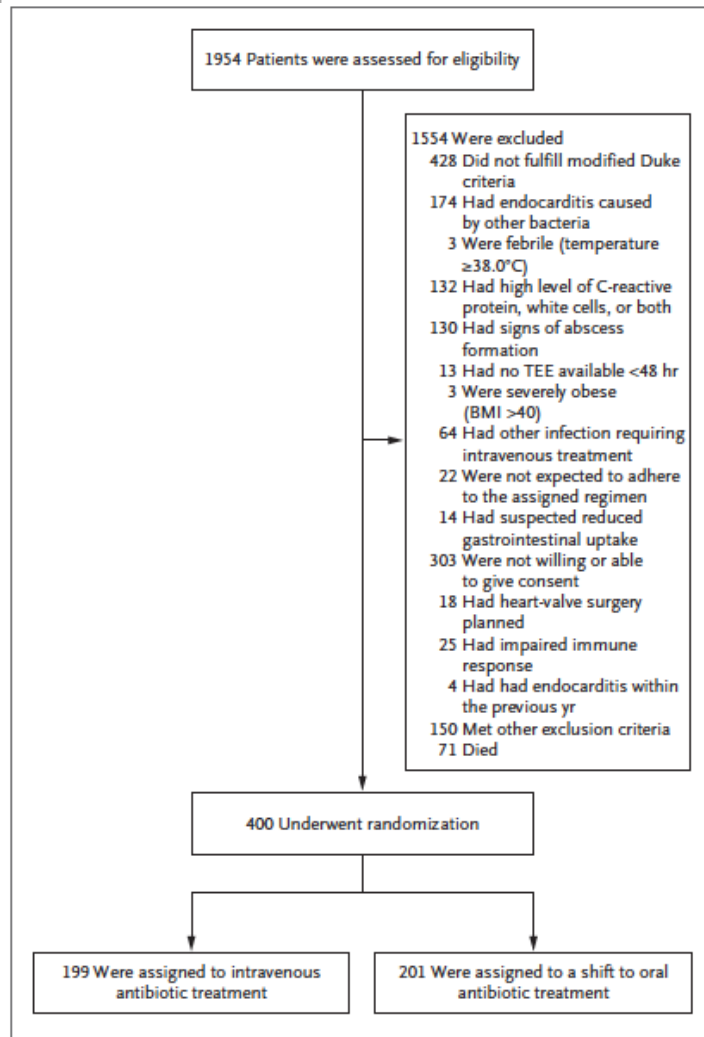 1954 Patients were assessed for eligibility
1554 Were excluded
428 Did not fulfill modified Duke
criteria
174 Had endocarditis caused
by other bacteria
3 Were febrile (temperature
≥38.0°C)
132 Had high level of C-reactive
protein, white cells, or both
130 Had signs of abscess
formation
13 Had no TEE available <48 hr
3 Were severely obese
(BMI >40)
64 Had other infection requiring
intravenous treatment
22 Were not expected to adhere
to the assigned regimen
14 Had suspected reduced
gastrointestinal uptake
303 Were not willing or able
to give consent
18 Had heart-valve surgery
planned
25 Had impaired immune
response
4 Had had endocarditis within
the previous yr
150 Met other exclusion criteria
71 Died
400 Underwent randomization
199 Were assigned to intravenous
antibiotic treatment
201 Were assigned to a shift to oral
antibiotic treatment